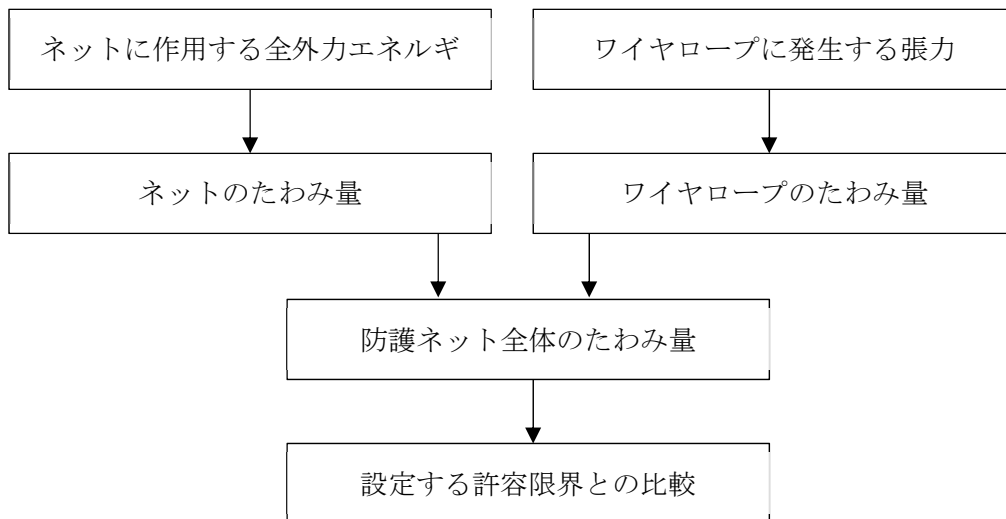 ネットに作用する全外力エネルギ
ワイヤロープに発生する張力
ネットのたわみ量
ワイヤロープのたわみ量
防護ネット全体のたわみ量
設定する許容限界との比較